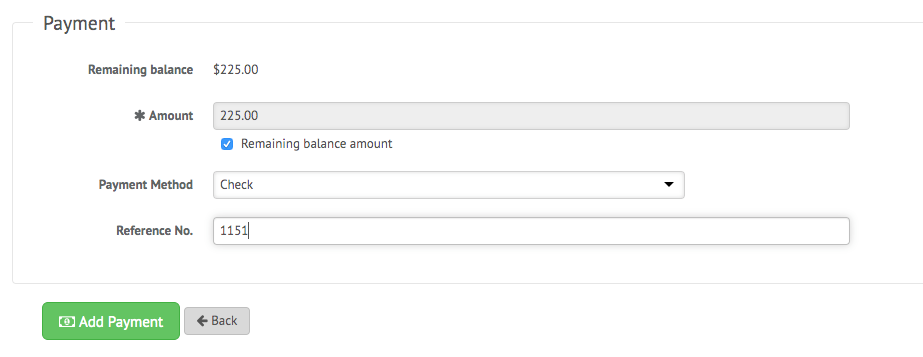 Payment
Remaining balance $225.00
✱ Amount 225.00
Remaining balance amount
Payment Method Check
Reference No. 1151
Add Payment Back